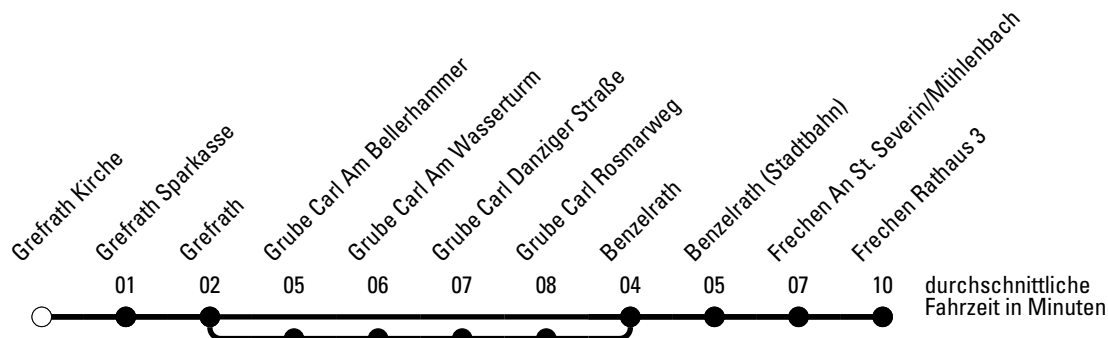 Grefrath Kirche
Grefrath Sparkasse
Grefrath
Grube Carl Am Bellerhammer
Grube Carl Am Wasserturm
Grube Carl Danziger Straße
Grube Carl Rosmarweg
Benzelrath
Benzelrath (Stadtbahn)
Frechen An St. Severin/Mühlenbach
Frechen Rathaus 3
01 02 05 06 07 08 04 05 07 10
durchschnittliche
Fahrzeit in Minuten